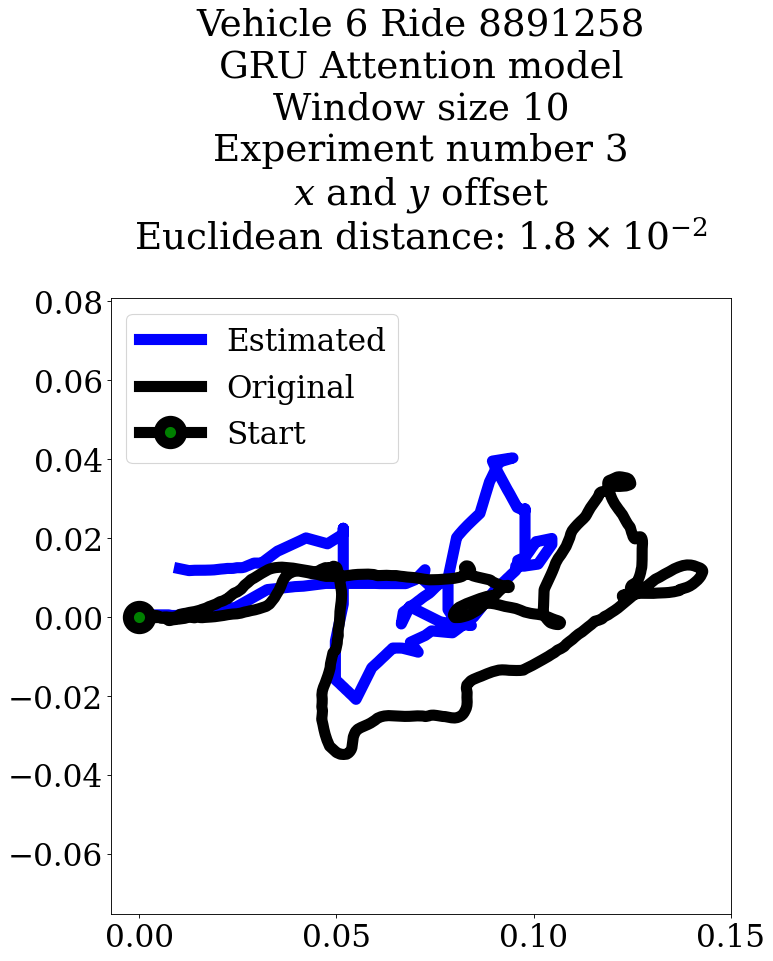 Vehicle 6 Ride 8891258
GRU Attention model
Window size 10
Experiment number 3
x and y offset
Euclidean distance: 1.8 × 10⁻²
Estimated
Original
Start
0.08
0.06
0.04
0.02
0.00
−0.02
−0.04
−0.06
0.00 0.05 0.10 0.15